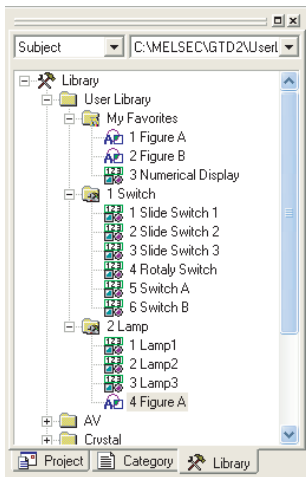 Subject C:\MELSEC\GTD2\UserL
Library
User Library
My Favorites
1 Figure A
2 Figure B
3 Numerical Display
1 Switch
1 Slide Switch 1
2 Slide Switch 2
3 Slide Switch 3
4 Rotaly Switch
5 Switch A
6 Switch B
2 Lamp
1 Lamp1
2 Lamp2
3 Lamp3
4 Figure A
AV
Crystal
Project Category Library